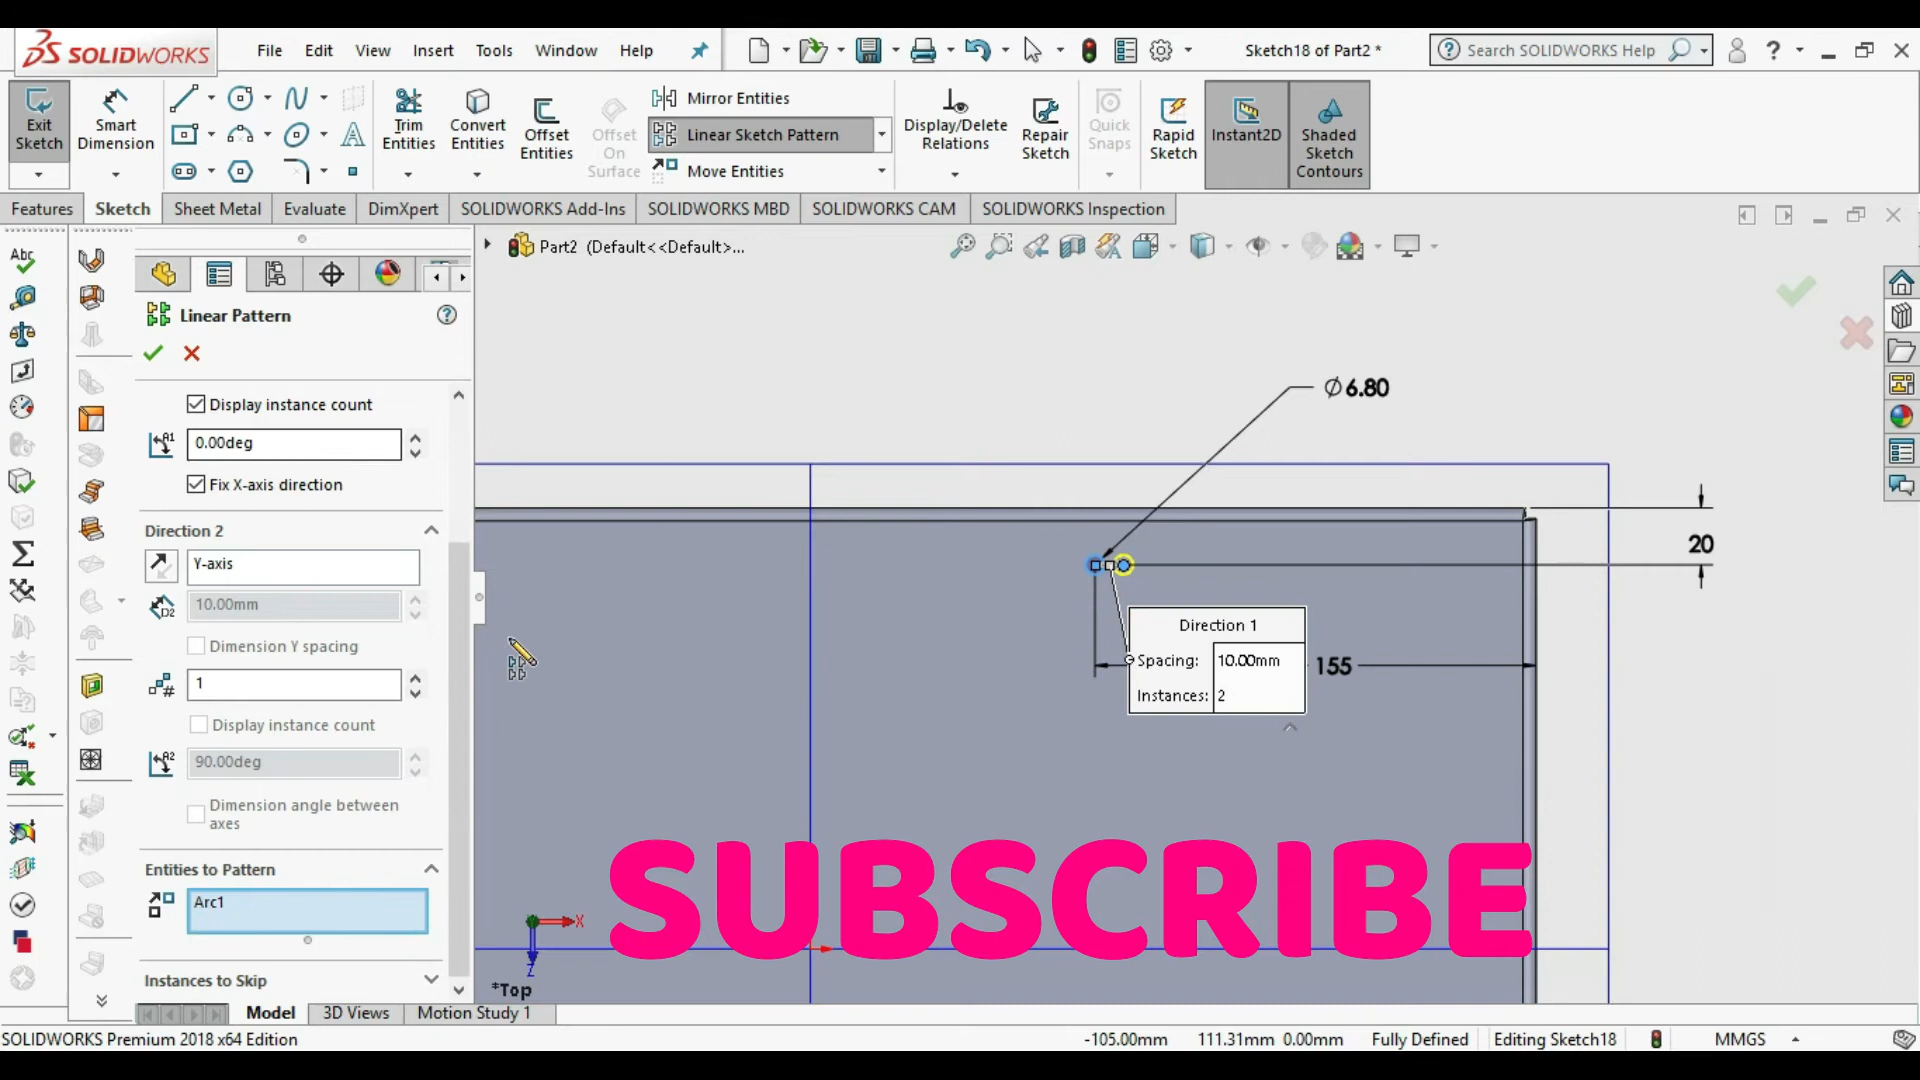 SOLIDWORKS
File Edit View Insert Tools Window Help
Sketch18 of Part2 *
Search SOLIDWORKS Help
Exit Sketch
Smart Dimension
Trim Entities
Convert Entities
Offset Entities
Offset On Surface
Mirror Entities
Linear Sketch Pattern
Move Entities
Display/Delete Relations
Repair Sketch
Quick Snaps
Rapid Sketch
Instant2D
Shaded Sketch Contours
Features Sketch Sheet Metal Evaluate DimXpert SOLIDWORKS Add-Ins SOLIDWORKS MBD SOLIDWORKS CAM SOLIDWORKS Inspection
Abc
Part2 (Default<<Default>...
Linear Pattern
Display instance count
A1
0.00deg
Fix X-axis direction
Direction 2
Y-axis
D2
10.00mm
Dimension Y spacing
#
1
Display instance count
A2
90.00deg
Dimension angle between
axes
Entities to Pattern
Arc1
Instances to Skip
Ø6.80
20
155
Direction 1
Spacing: 10.00mm
Instances: 2
SUBSCRIBE
X
Z
*Top
Model 3D Views Motion Study 1
SOLIDWORKS Premium 2018 x64 Edition
-105.00mm 111.31mm 0.00mm Fully Defined Editing Sketch18 MMGS